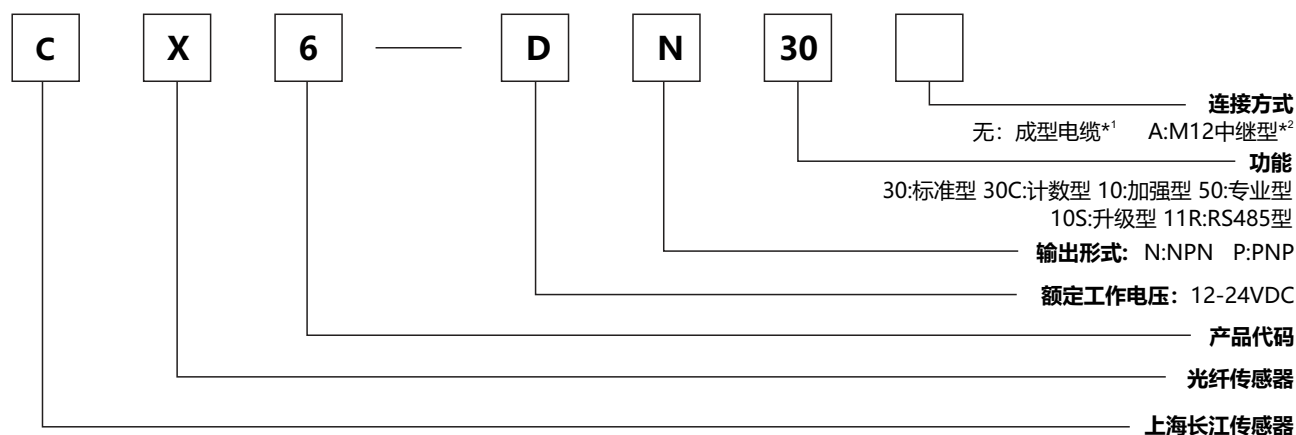 C X 6 —— D N 30
连接方式
无：成型电缆*1 A:M12中继型*2
功能
30:标准型 30C:计数型 10:加强型 50:专业型
10S:升级型 11R:RS485型
输出形式: N:NPN P:PNP
额定工作电压：12-24VDC
产品代码
光纤传感器
上海长江传感器